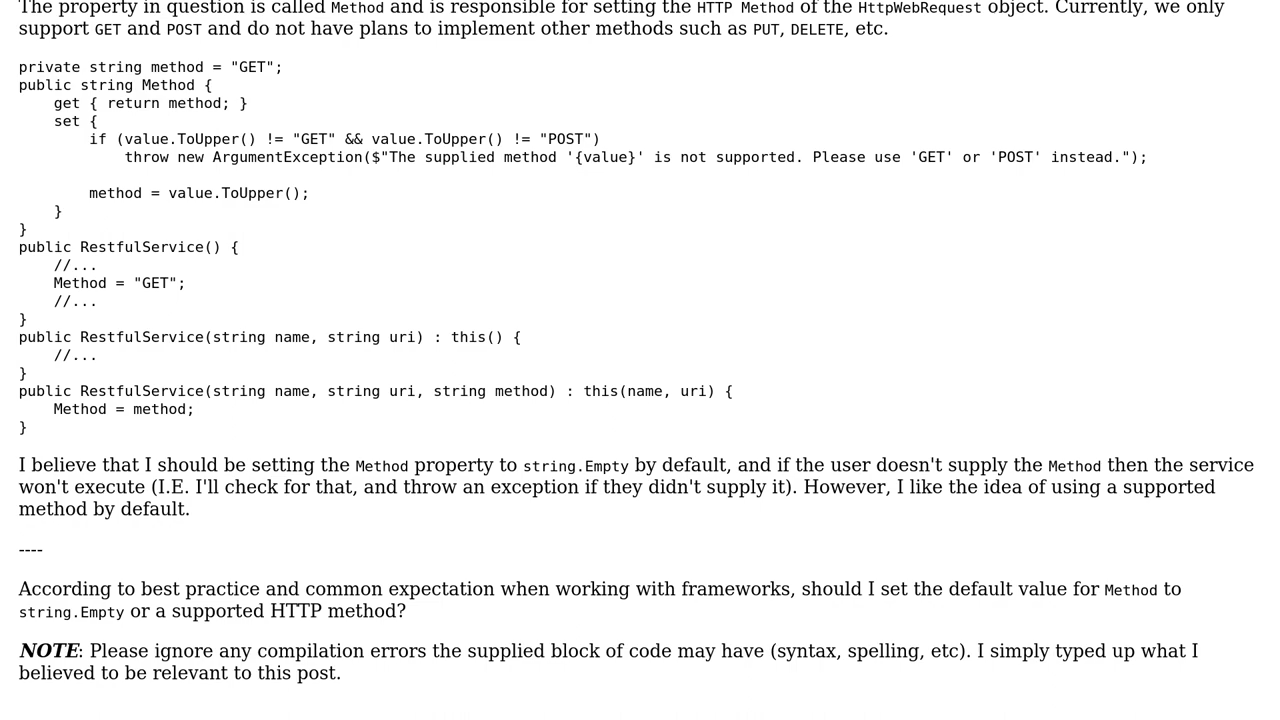 The property in question is called Method and is responsible for setting the HTTP Method of the HttpWebRequest object. Currently, we only
support GET and POST and do not have plans to implement other methods such as PUT, DELETE, etc.
private string method = "GET";
public string Method {
    get { return method; }
    set {
        if (value.ToUpper() != "GET" && value.ToUpper() != "POST")
            throw new ArgumentException($"The supplied method '{value}' is not supported. Please use 'GET' or 'POST' instead.");

        method = value.ToUpper();
    }
}
public RestfulService() {
    //...
    Method = "GET";
    //...
}
public RestfulService(string name, string uri) : this() {
    //...
}
public RestfulService(string name, string uri, string method) : this(name, uri) {
    Method = method;
}
I believe that I should be setting the Method property to string.Empty by default, and if the user doesn't supply the Method then the service
won't execute (I.E. I'll check for that, and throw an exception if they didn't supply it). However, I like the idea of using a supported
method by default.
----
According to best practice and common expectation when working with frameworks, should I set the default value for Method to
string.Empty or a supported HTTP method?
NOTE: Please ignore any compilation errors the supplied block of code may have (syntax, spelling, etc). I simply typed up what I
believed to be relevant to this post.